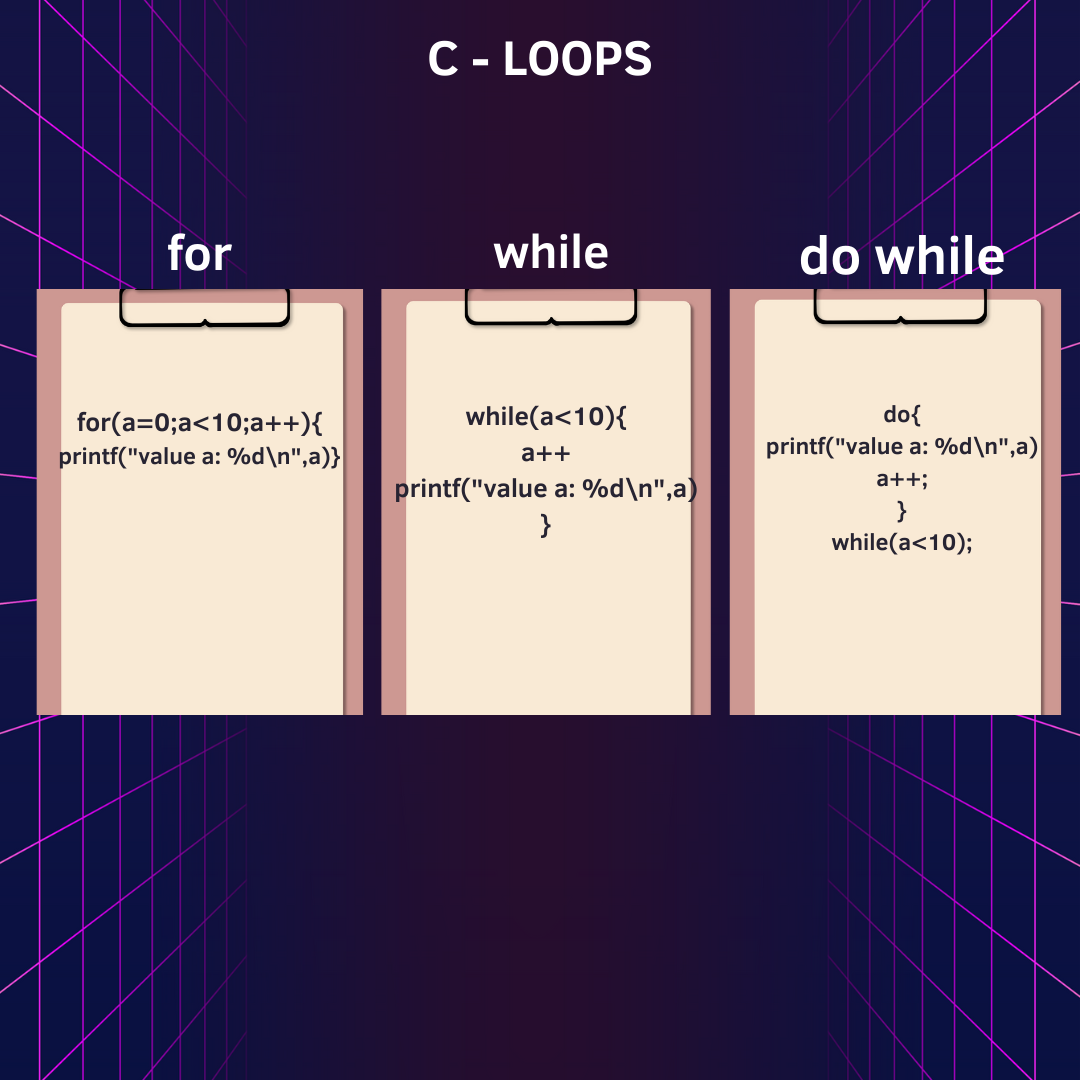 C - LOOPS
for
for(a=0;a<10;a++){
printf("value a: %d\n",a)}
while
while(a<10){
a++
printf("value a: %d\n",a)
}
do while
do{
printf("value a: %d\n",a)
a++;
}
while(a<10);